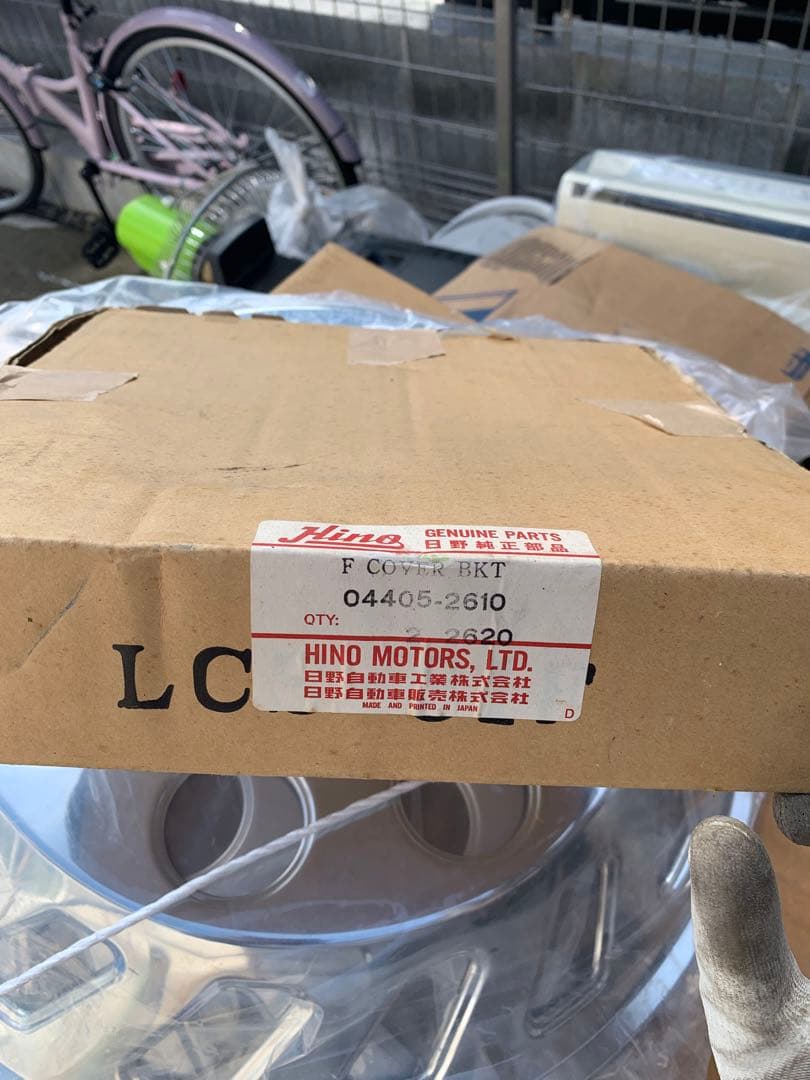 Hino GENUINE PARTS
日野純正部品
F COVER BKT
04405-2610
QTY:
2 2620
HINO MOTORS, LTD.
日野自動車工業株式会社
日野自動車販売株式会社
MADE AND PRINTED IN JAPAN
D
LC